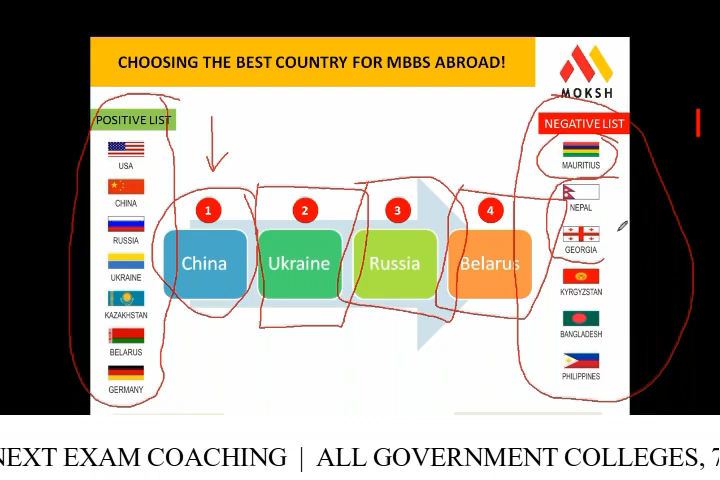 CHOOSING THE BEST COUNTRY FOR MBBS ABROAD!
MOKSH
POSITIVE LIST
USA
CHINA
RUSSIA
UKRAINE
KAZAKHSTAN
BELARUS
GERMANY
1
China
2
Ukraine
3
Russia
4
Belarus
NEGATIVE LIST
MAURITIUS
NEPAL
GEORGIA
KYRGYZSTAN
BANGLADESH
PHILIPPINES
NEXT EXAM COACHING | ALL GOVERNMENT COLLEGES, 7